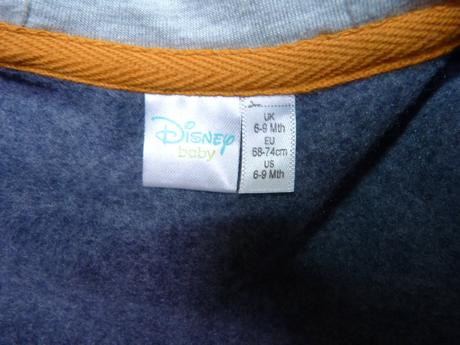 Disney
baby
UK
6-9 Mth
EU
68-74cm
US
6-9 Mth